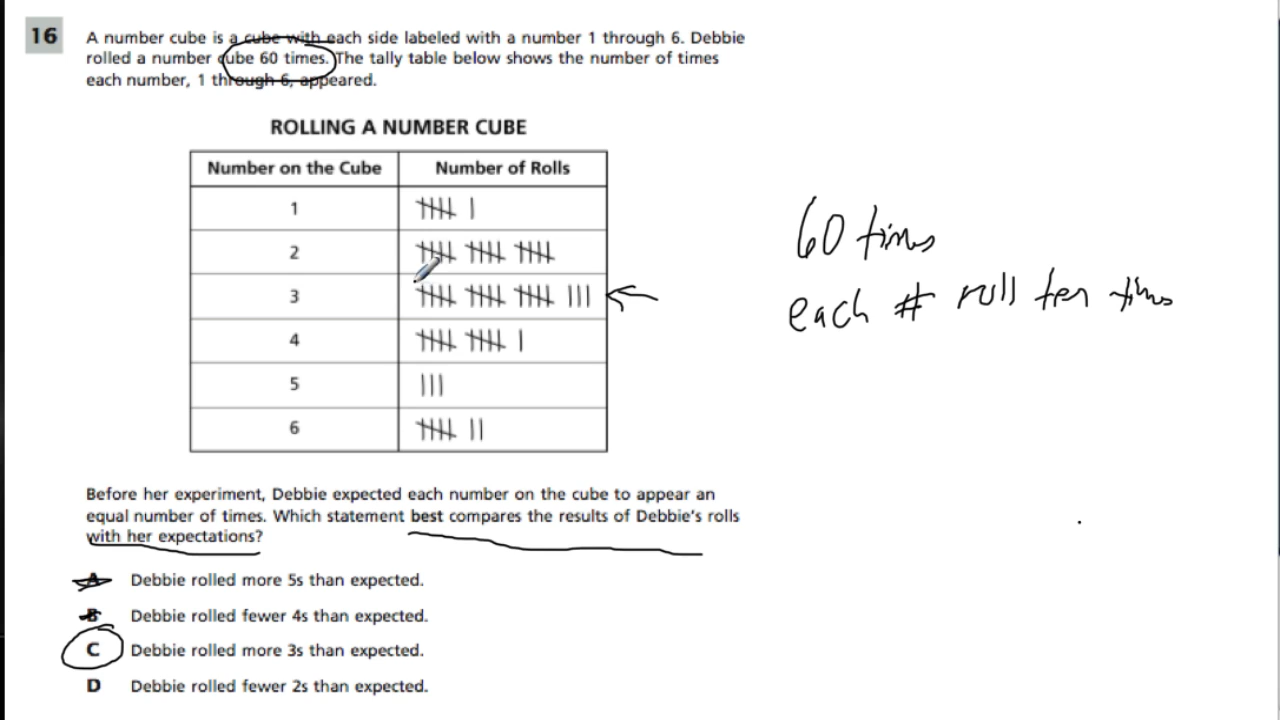 16
A number cube is a cube with each side labeled with a number 1 through 6. Debbie
rolled a number cube 60 times. The tally table below shows the number of times
each number, 1 through 6, appeared.
ROLLING A NUMBER CUBE
Number on the Cube Number of Rolls
1
2
3
4
5
6
60 times
each # roll ten times
Before her experiment, Debbie expected each number on the cube to appear an
equal number of times. Which statement best compares the results of Debbie's rolls
with her expectations?
A Debbie rolled more 5s than expected.
B Debbie rolled fewer 4s than expected.
C Debbie rolled more 3s than expected.
D Debbie rolled fewer 2s than expected.